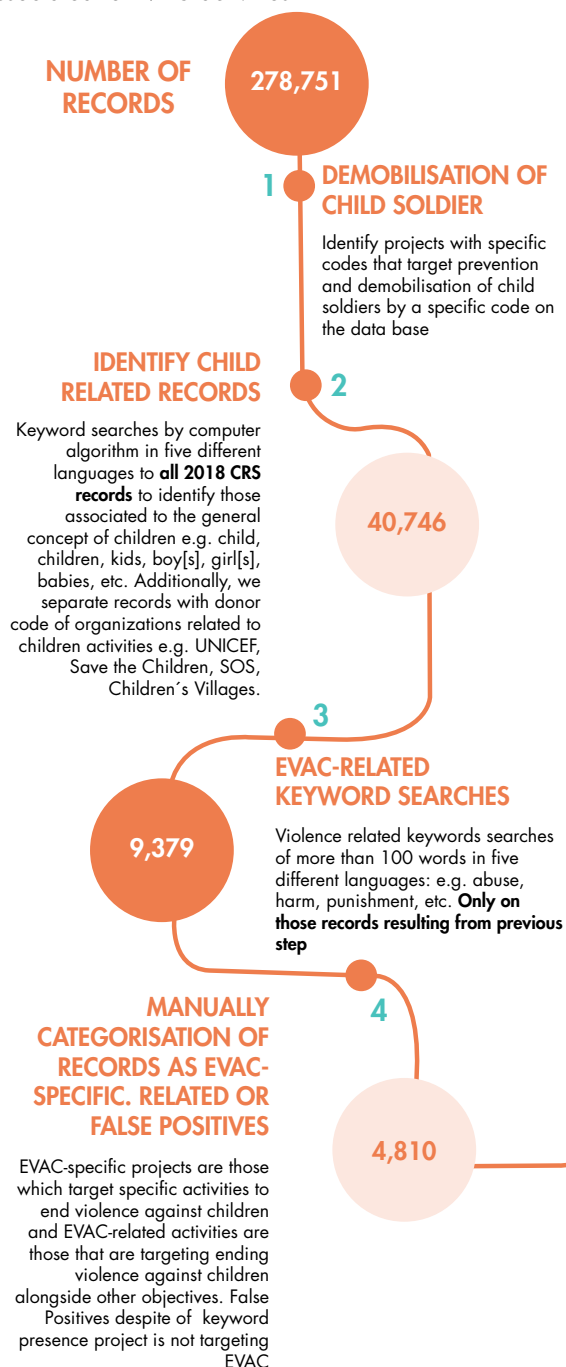 NUMBER OF
RECORDS
278,751
1
DEMOBILISATION OF
CHILD SOLDIER
Identify projects with specific
codes that target prevention
and demobilisation of child
soldiers by a specific code on
the data base
IDENTIFY CHILD
RELATED RECORDS
2
Keyword searches by computer
algorithm in five different
languages to all 2018 CRS
records to identify those
associated to the general
concept of children e.g. child,
children, kids, boy[s], girl[s],
babies, etc. Additionally, we
separate records with donor
code of organizations related to
children activities e.g. UNICEF,
Save the Children, SOS,
Children´s Villages.
40,746
3
EVAC-RELATED
KEYWORD SEARCHES
Violence related keywords searches
of more than 100 words in five
different languages: e.g. abuse,
harm, punishment, etc. Only on
those records resulting from previous
step
9,379
4
MANUALLY
CATEGORISATION OF
RECORDS AS EVAC-
SPECIFIC. RELATED OR
FALSE POSITIVES
EVAC-specific projects are those
which target specific activities to
end violence against children
and EVAC-related activities are
those that are targeting ending
violence against children
alongside other objectives. False
Positives despite of keyword
presence project is not targeting
EVAC
4,810